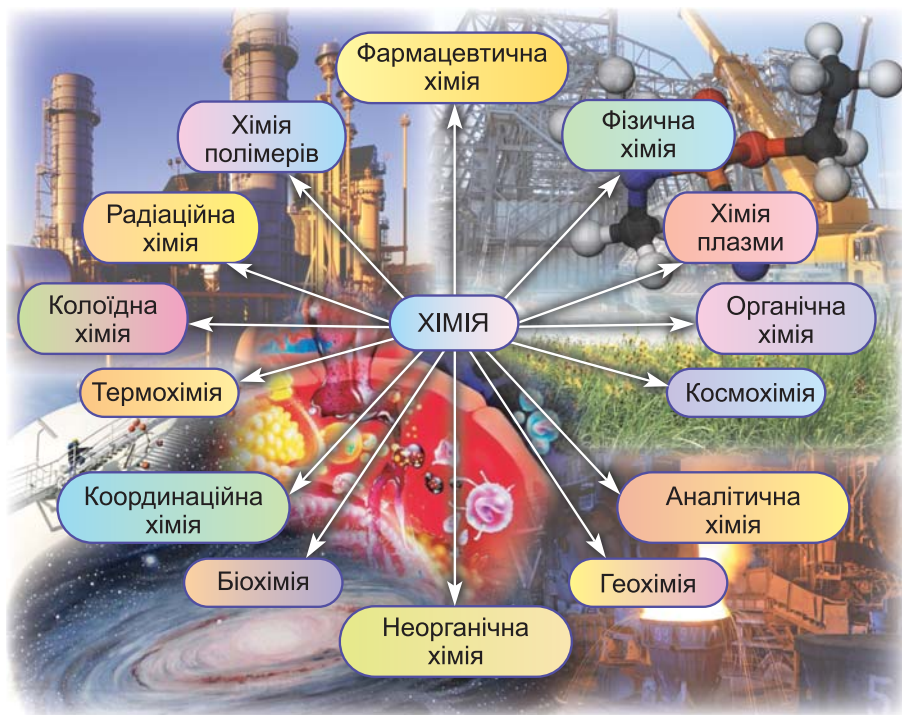 Фармацевтична
хімія
Хімія
полімерів
Фізична
хімія
Радіаційна
хімія
Хімія
плазми
Колоїдна
хімія
ХІМІЯ
Органічна
хімія
Термохімія
Космохімія
Координаційна
хімія
Аналітична
хімія
Біохімія
Геохімія
Неорганічна
хімія